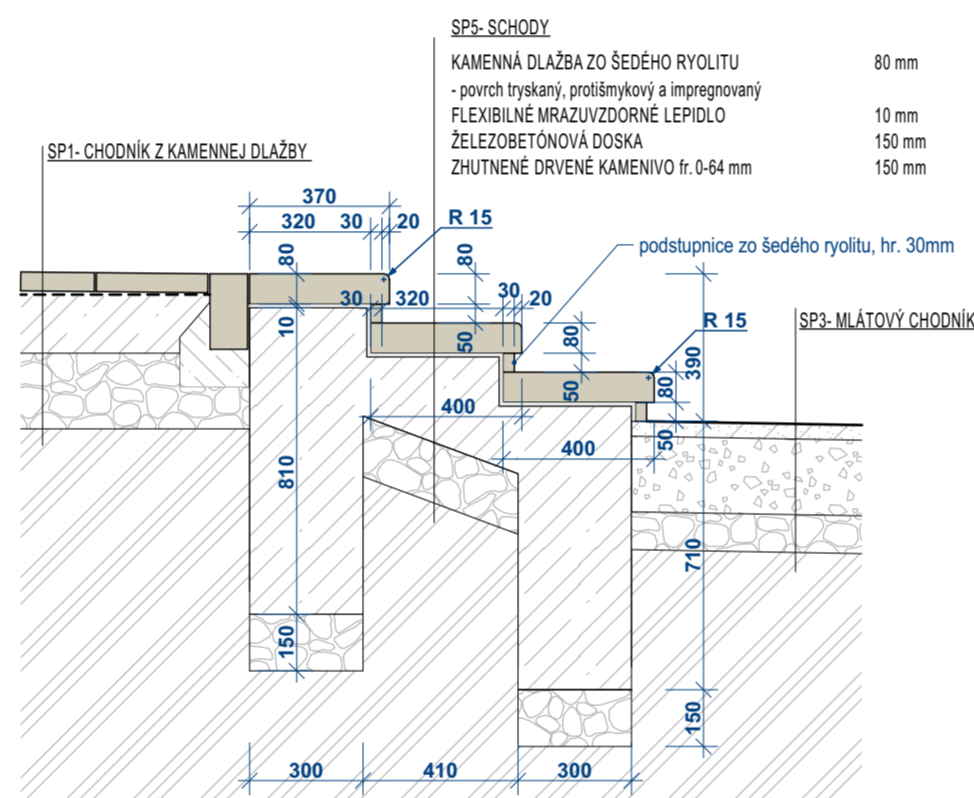 SP5- SCHODY
KAMENNÁ DLAŽBA ZO ŠEDÉHO RYOLITU 80 mm
- povrch tryskaný, protišmykový a impregnovaný
FLEXIBILNÉ MRAZUVZDORNÉ LEPIDLO 10 mm
ŽELEZOBETÓNOVÁ DOSKA 150 mm
ZHUTNENÉ DRVENÉ KAMENIVO fr. 0-64 mm 150 mm
SP1- CHODNÍK Z KAMENNEJ DLAŽBY
370
320 30 20
R 15
podstupnice zo šedého ryolitu, hr. 30mm
80
80
30 320
30 20
10
50
80
R 15
SP3- MLÁTOVÝ CHODNÍK
390
50
80
400
50
400
810
710
150
150
300 410 300